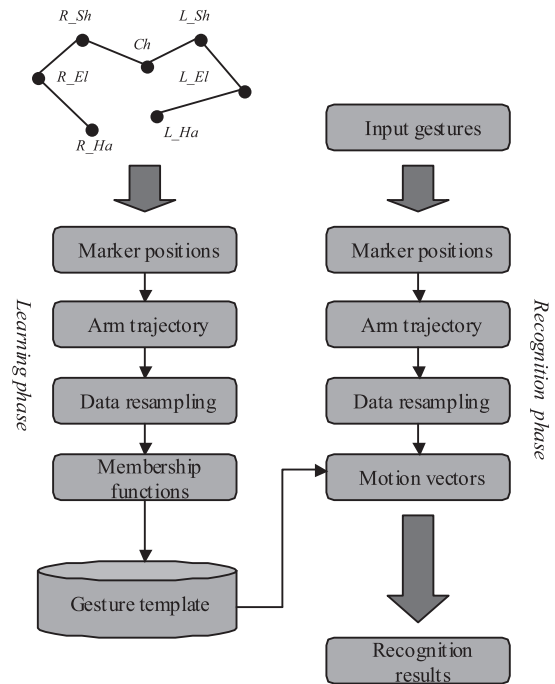 R_Sh
L_Sh
Ch
R_El
L_El
R_Ha
L_Ha
Learning phase
Marker positions
Arm trajectory
Data resampling
Membership
functions
Gesture template
Input gestures
Marker positions
Arm trajectory
Data resampling
Motion vectors
Recognition
results
Recognition phase